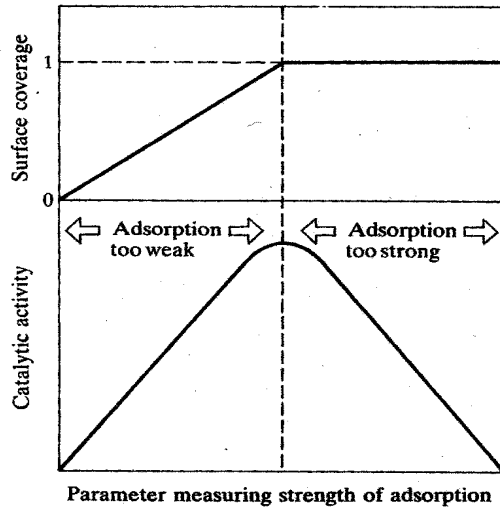 Surface coverage
1
0
Adsorption
too weak
Adsorption
too strong
Catalytic activity
Parameter measuring strength of adsorption